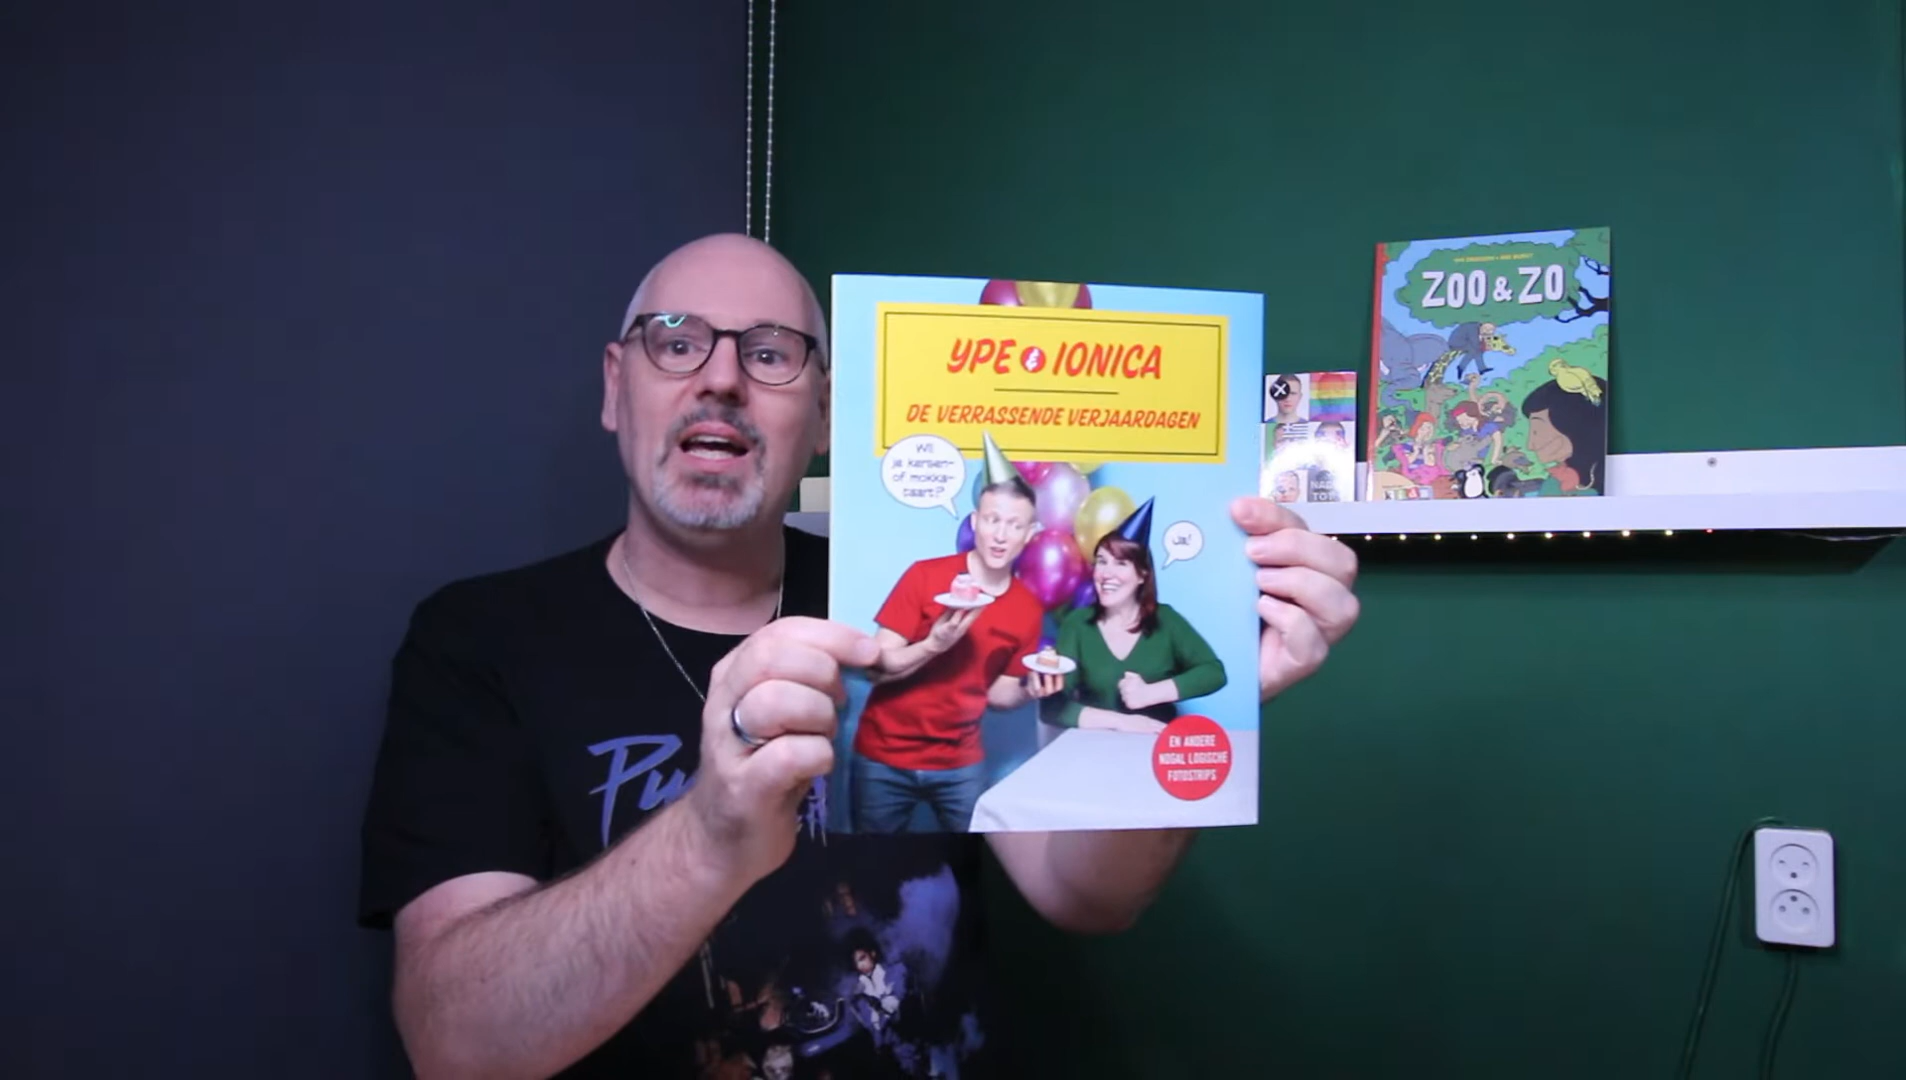 YPE & IONICA
DE VERRASSENDE VERJAARDAGEN
Wil
je kersen-
of mokka-
taart?
Ja!
EN ANDERE
NOGAL LOGISCHE
FOTOSTRIPS
ZOO & ZO
Pu